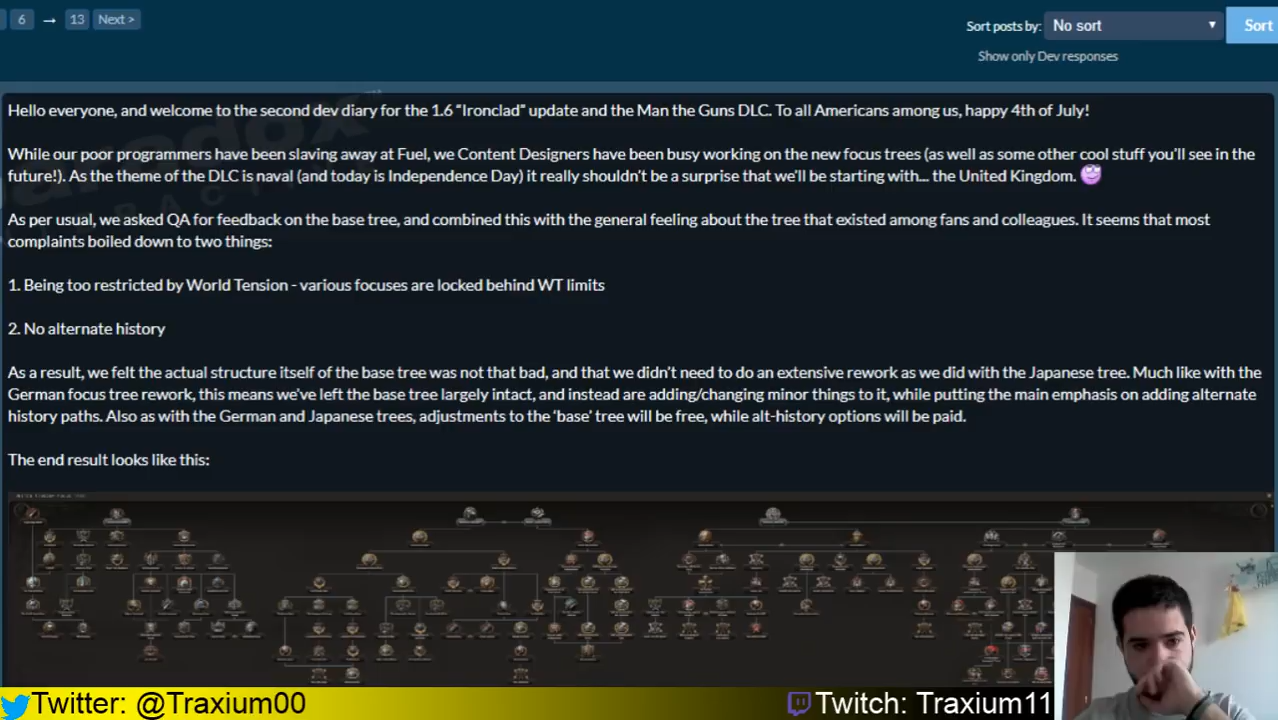 6 → 13 Next >
Sort posts by: No sort Sort
Show only Dev responses
Hello everyone, and welcome to the second dev diary for the 1.6 "Ironclad" update and the Man the Guns DLC. To all Americans among us, happy 4th of July!
While our poor programmers have been slaving away at Fuel, we Content Designers have been busy working on the new focus trees (as well as some other cool stuff you'll see in the
future!). As the theme of the DLC is naval (and today is Independence Day) it really shouldn't be a surprise that we'll be starting with... the United Kingdom.
As per usual, we asked QA for feedback on the base tree, and combined this with the general feeling about the tree that existed among fans and colleagues. It seems that most
complaints boiled down to two things:
1. Being too restricted by World Tension - various focuses are locked behind WT limits
2. No alternate history
As a result, we felt the actual structure itself of the base tree was not that bad, and that we didn't need to do an extensive rework as we did with the Japanese tree. Much like with the
German focus tree rework, this means we've left the base tree largely intact, and instead are adding/changing minor things to it, while putting the main emphasis on adding alternate
history paths. Also as with the German and Japanese trees, adjustments to the 'base' tree will be free, while alt-history options will be paid.
The end result looks like this:
Twitter: @Traxium00 Twitch: Traxium11